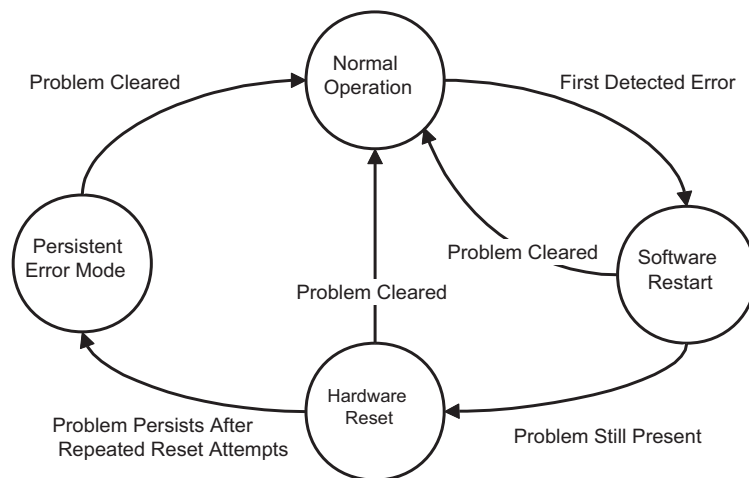 Normal
Operation
Problem Cleared
First Detected Error
Persistent
Error Mode
Problem Cleared
Software
Restart
Problem Cleared
Hardware
Reset
Problem Persists After
Repeated Reset Attempts
Problem Still Present